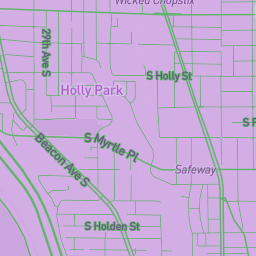 Wicked Chopstix
29th Ave S
S Holly St
Holly Park
S Myrtle Pl
Beacon Ave S
Safeway
S Holden St